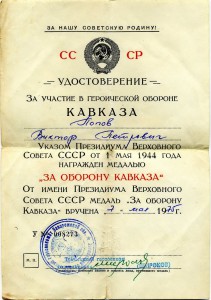 ЗА НАШУ СОВЕТСКУЮ РОДИНУ!
СС СР
УДОСТОВЕРЕНИЕ
ЗА УЧАСТИЕ В ГЕРОИЧЕСКОЙ ОБОРОНЕ
КАВКАЗА
Попов
Виктор Петрович
Указом Президиума Верховного
Совета СССР от 1 мая 1944 года
НАГРАЖДЕН МЕДАЛЬЮ
„ЗА ОБОРОНУ КАВКАЗА"
От имени Президиума Верховного
Совета СССР медаль „За оборону
Кавказа" вручена 7 мая 1975г.
М. П.